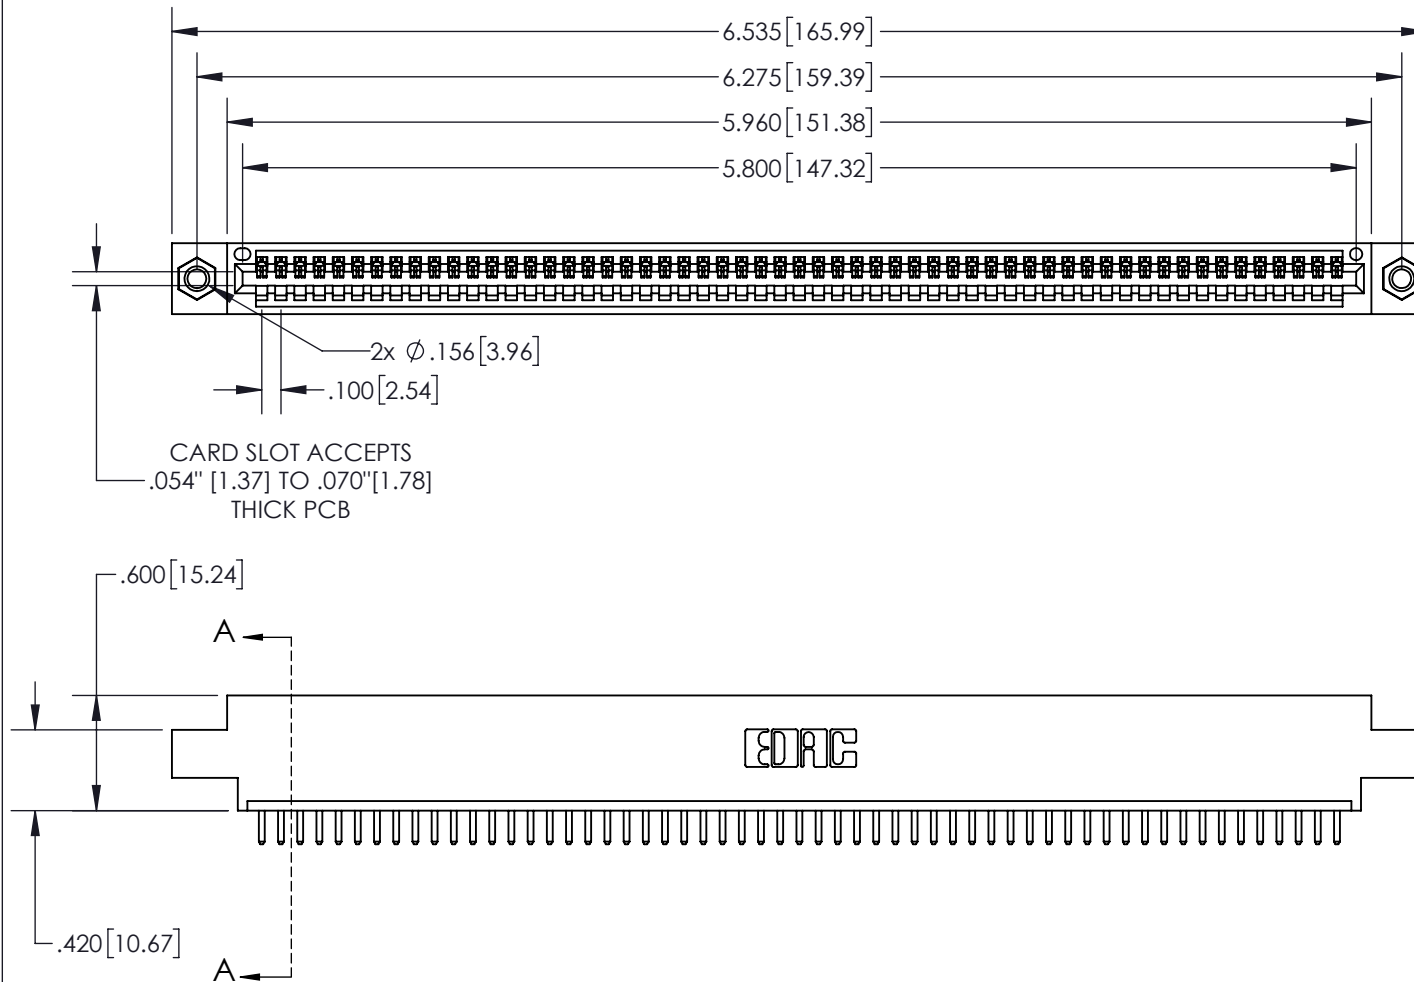 6.535[165.99]
6.275[159.39]
5.960[151.38]
5.800[147.32]
2x Ø.156[3.96]
.100[2.54]
CARD SLOT ACCEPTS
.054" [1.37] TO .070"[1.78]
THICK PCB
.600[15.24]
A
EDAC
.420[10.67]
A